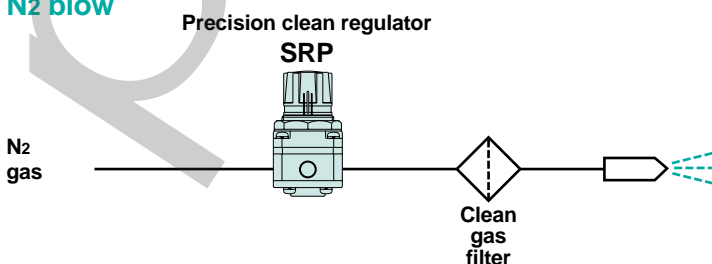 N2 blow
Precision clean regulator
SRP
N2
gas
Clean
gas
filter